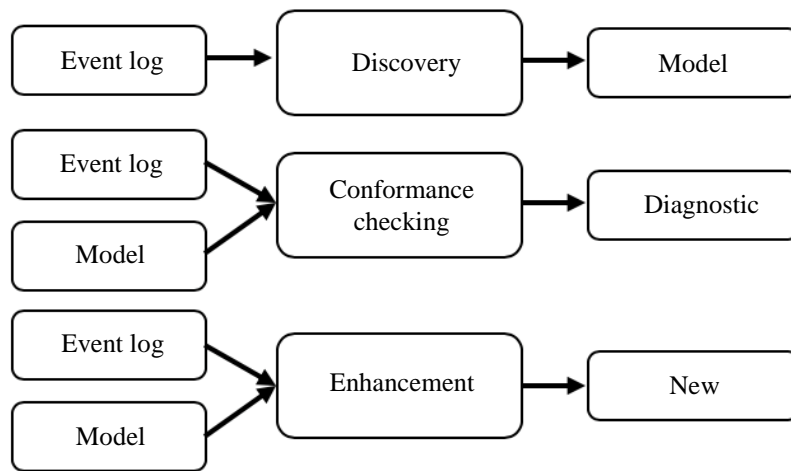 Event log
Discovery
Model
Event log
Model
Conformance
checking
Diagnostic
Event log
Model
Enhancement
New